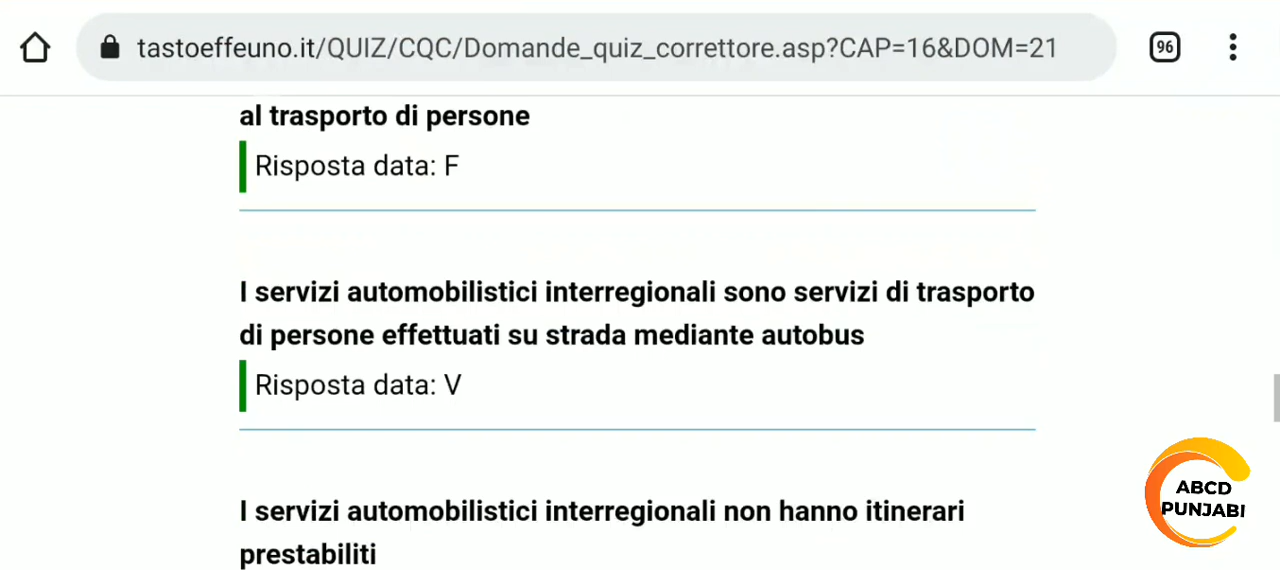 tastoeffeuno.it/QUIZ/CQC/Domande_quiz_correttore.asp?CAP=16&DOM=21
96
al trasporto di persone
Risposta data: F
I servizi automobilistici interregionali sono servizi di trasporto
di persone effettuati su strada mediante autobus
Risposta data: V
I servizi automobilistici interregionali non hanno itinerari
prestabiliti
ABCD
PUNJABI